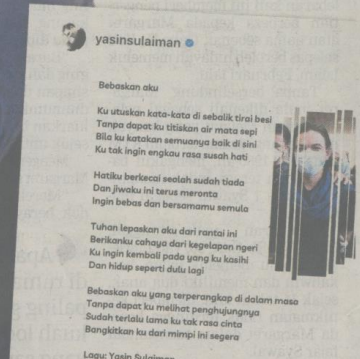 yasinsulaiman
Bebaskan aku
Ku utuskan kata-kata di sebalik tirai besi
Tanpa dapat ku titiskan air mata sepi
Bila ku katakan semuanya baik di sini
Ku tak ingin engkau rasa susah hati
Hatiku berkecai seolah sudah tiada
Dan jiwaku ini terus meronta
Ingin bebas dan bersamamu semula
Tuhan lepaskan aku dari rantai ini
Berikanku cahaya dari kegelapan ngeri
Ku ingin kembali pada yang ku kasihi
Dan hidup seperti dulu lagi
Bebaskan aku yang terperangkap di dalam masa
Tanpa dapat ku melihat penghujungnya
Sudah terlalu lama ku tak rasa cinta
Bangkitkan ku dari mimpi ini segera
Lagu: Yasin Sulaiman